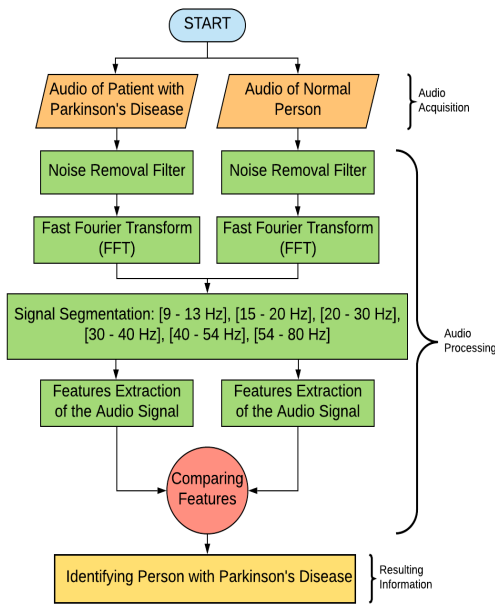 START
Audio of Patient with
Parkinson's Disease
Audio of Normal
Person
Audio
Acquisition
Noise Removal Filter
Noise Removal Filter
Fast Fourier Transform
(FFT)
Fast Fourier Transform
(FFT)
Signal Segmentation: [9 - 13 Hz], [15 - 20 Hz], [20 - 30 Hz],
[30 - 40 Hz], [40 - 54 Hz], [54 - 80 Hz]
Audio
Processing
Features Extraction
of the Audio Signal
Features Extraction
of the Audio Signal
Comparing
Features
Identifying Person with Parkinson's Disease
Resulting
Information